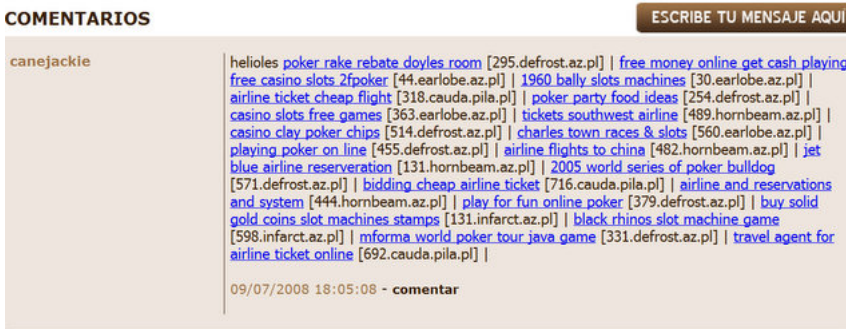 COMENTARIOS
ESCRIBE TU MENSAJE AQUÍ
canejackie
helioles poker rake rebate doyles room [295.defrost.az.pl] | free money online get cash playing
free casino slots 2fpoker [44.earlobe.az.pl] | 1960 bally slots machines [30.earlobe.az.pl] |
airline ticket cheap flight [318.cauda.pila.pl] | poker party food ideas [254.defrost.az.pl] |
casino slots free games [363.earlobe.az.pl] | tickets southwest airline [489.hornbeam.az.pl] |
casino clay poker chips [514.defrost.az.pl] | charles town races & slots [560.earlobe.az.pl] |
playing poker on line [455.defrost.az.pl] | airline flights to china [482.hornbeam.az.pl] | jet
blue airline reserveration [131.hornbeam.az.pl] | 2005 world series of poker bulldog
[571.defrost.az.pl] | bidding cheap airline ticket [716.cauda.pila.pl] | airline and reservations
and system [444.hornbeam.az.pl] | play for fun online poker [379.defrost.az.pl] | buy solid
gold coins slot machines stamps [131.infarct.az.pl] | black rhinos slot machine game
[598.infarct.az.pl] | mforma world poker tour java game [331.defrost.az.pl] | travel agent for
airline ticket online [692.cauda.pila.pl] |
09/07/2008 18:05:08 - comentar